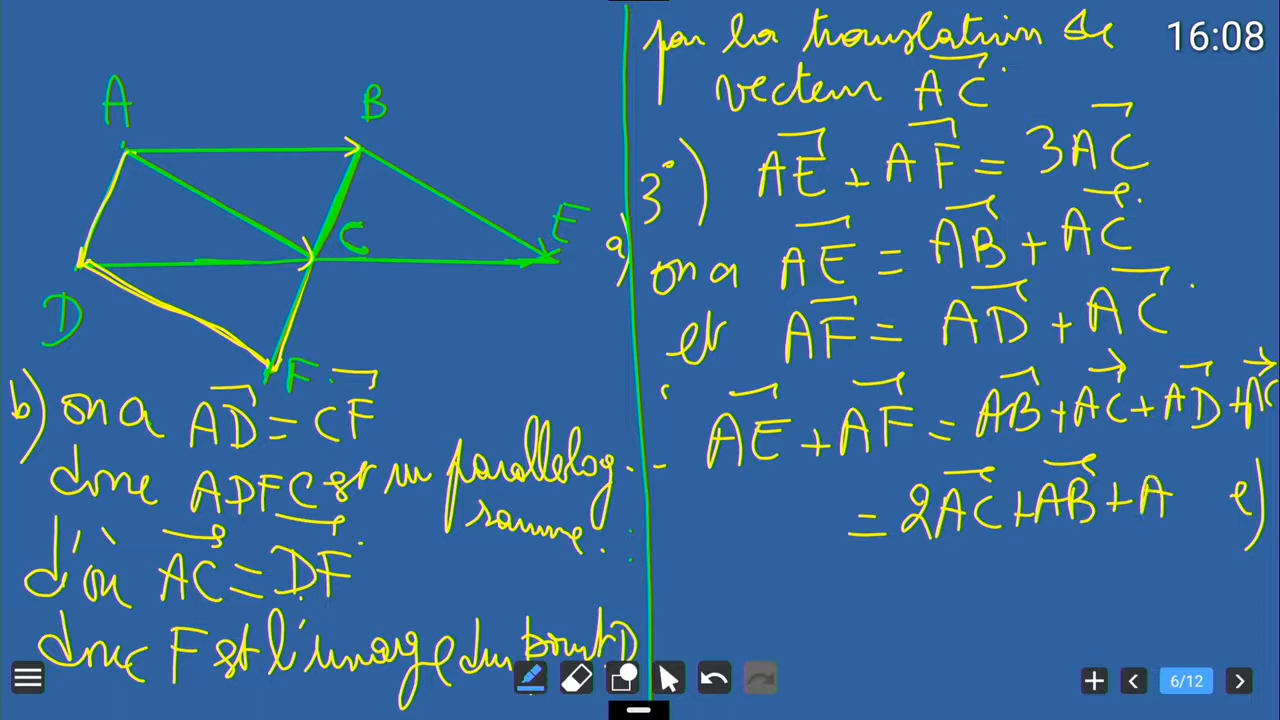 A
B
C
E
D
F
b) on a AD = CF
donc ADFC est un parallélog-
ramme.
d'où AC = DF
donc F est l'image du point D
par la translation de
vecteur AC
16:08
3°) AE + AF = 3AC
a)
on a AE = AB + AC
et AF = AD + AC
AE + AF = AB + AC + AD + AC
= 2AC + AB + A
e)
6/12